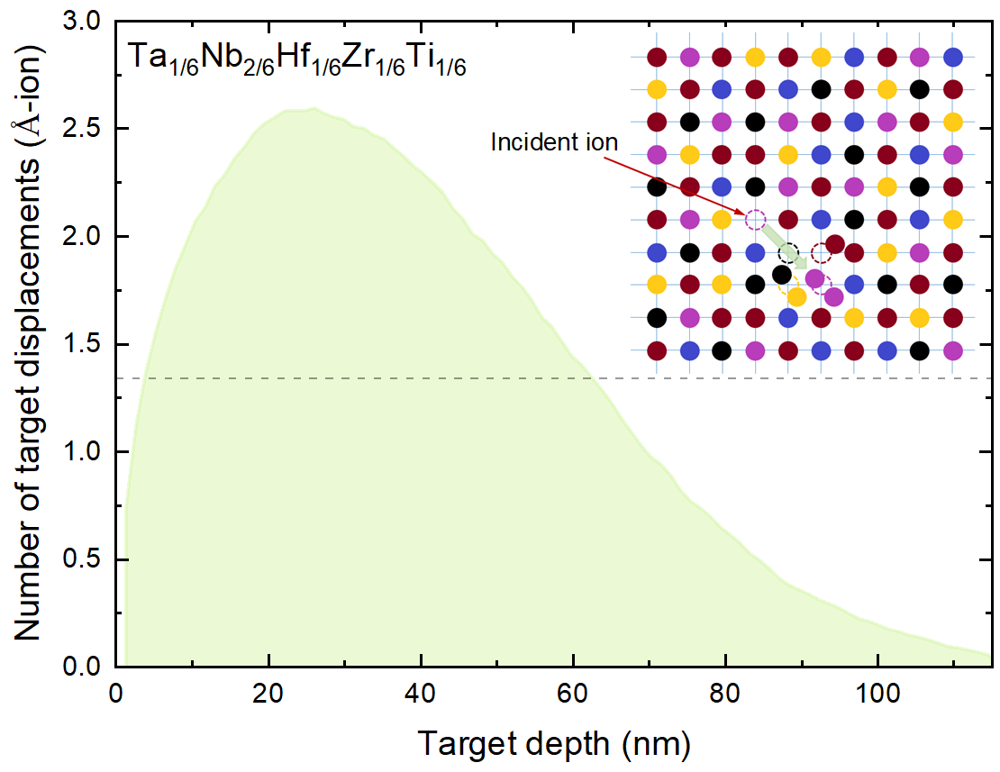 Ta1/6Nb2/6Hf1/6Zr1/6Ti1/6
Incident ion
Number of target displacements (Å-ion)
3.0
2.5
2.0
1.5
1.0
0.5
0.0
0 20 40 60 80 100
Target depth (nm)